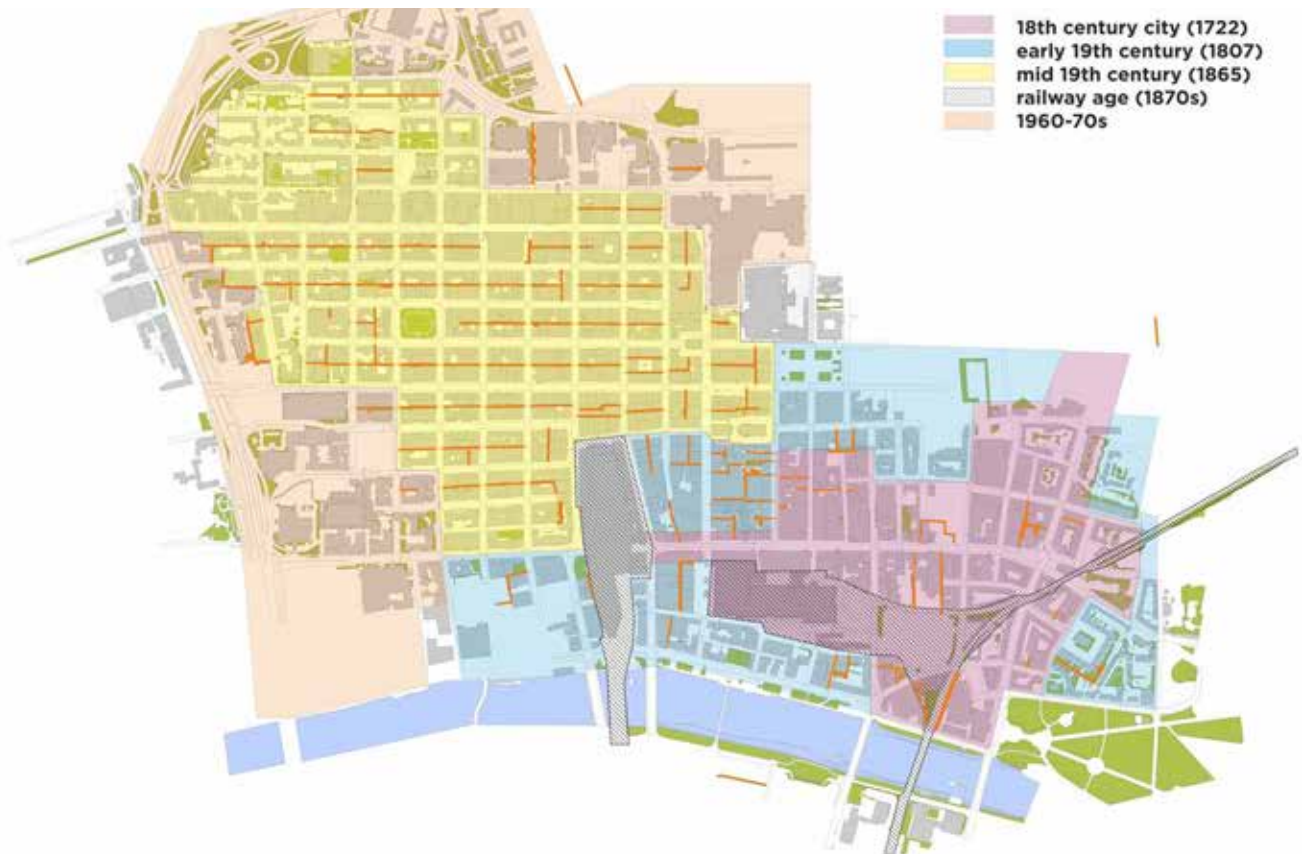 18th century city (1722)
early 19th century (1807)
mid 19th century (1865)
railway age (1870s)
1960-70s